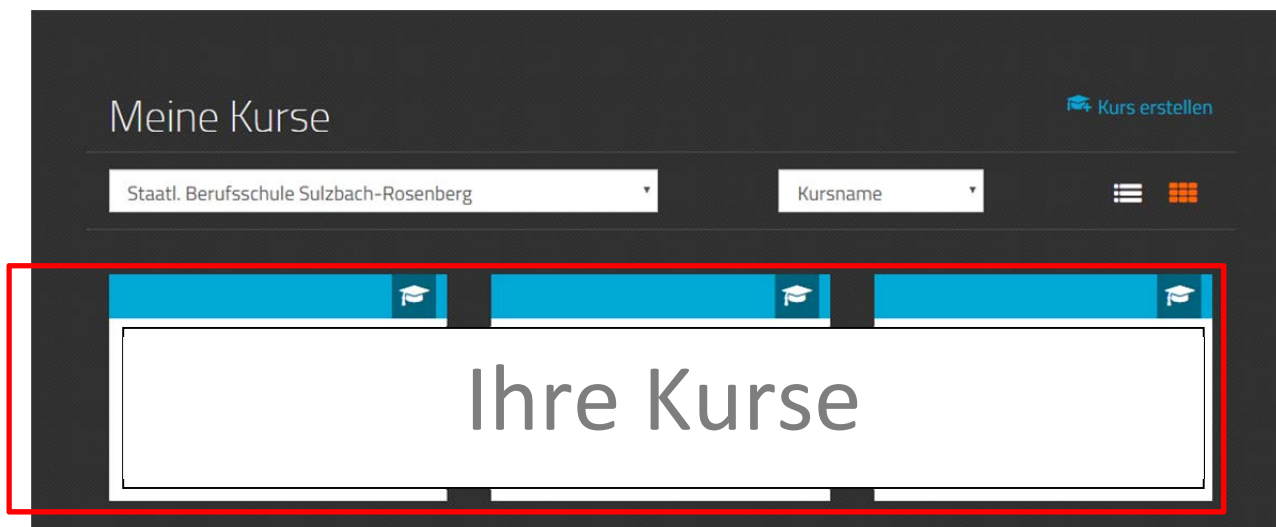 Meine Kurse
Kurs erstellen
Staatl. Berufsschule Sulzbach-Rosenberg
Kursname
Ihre Kurse